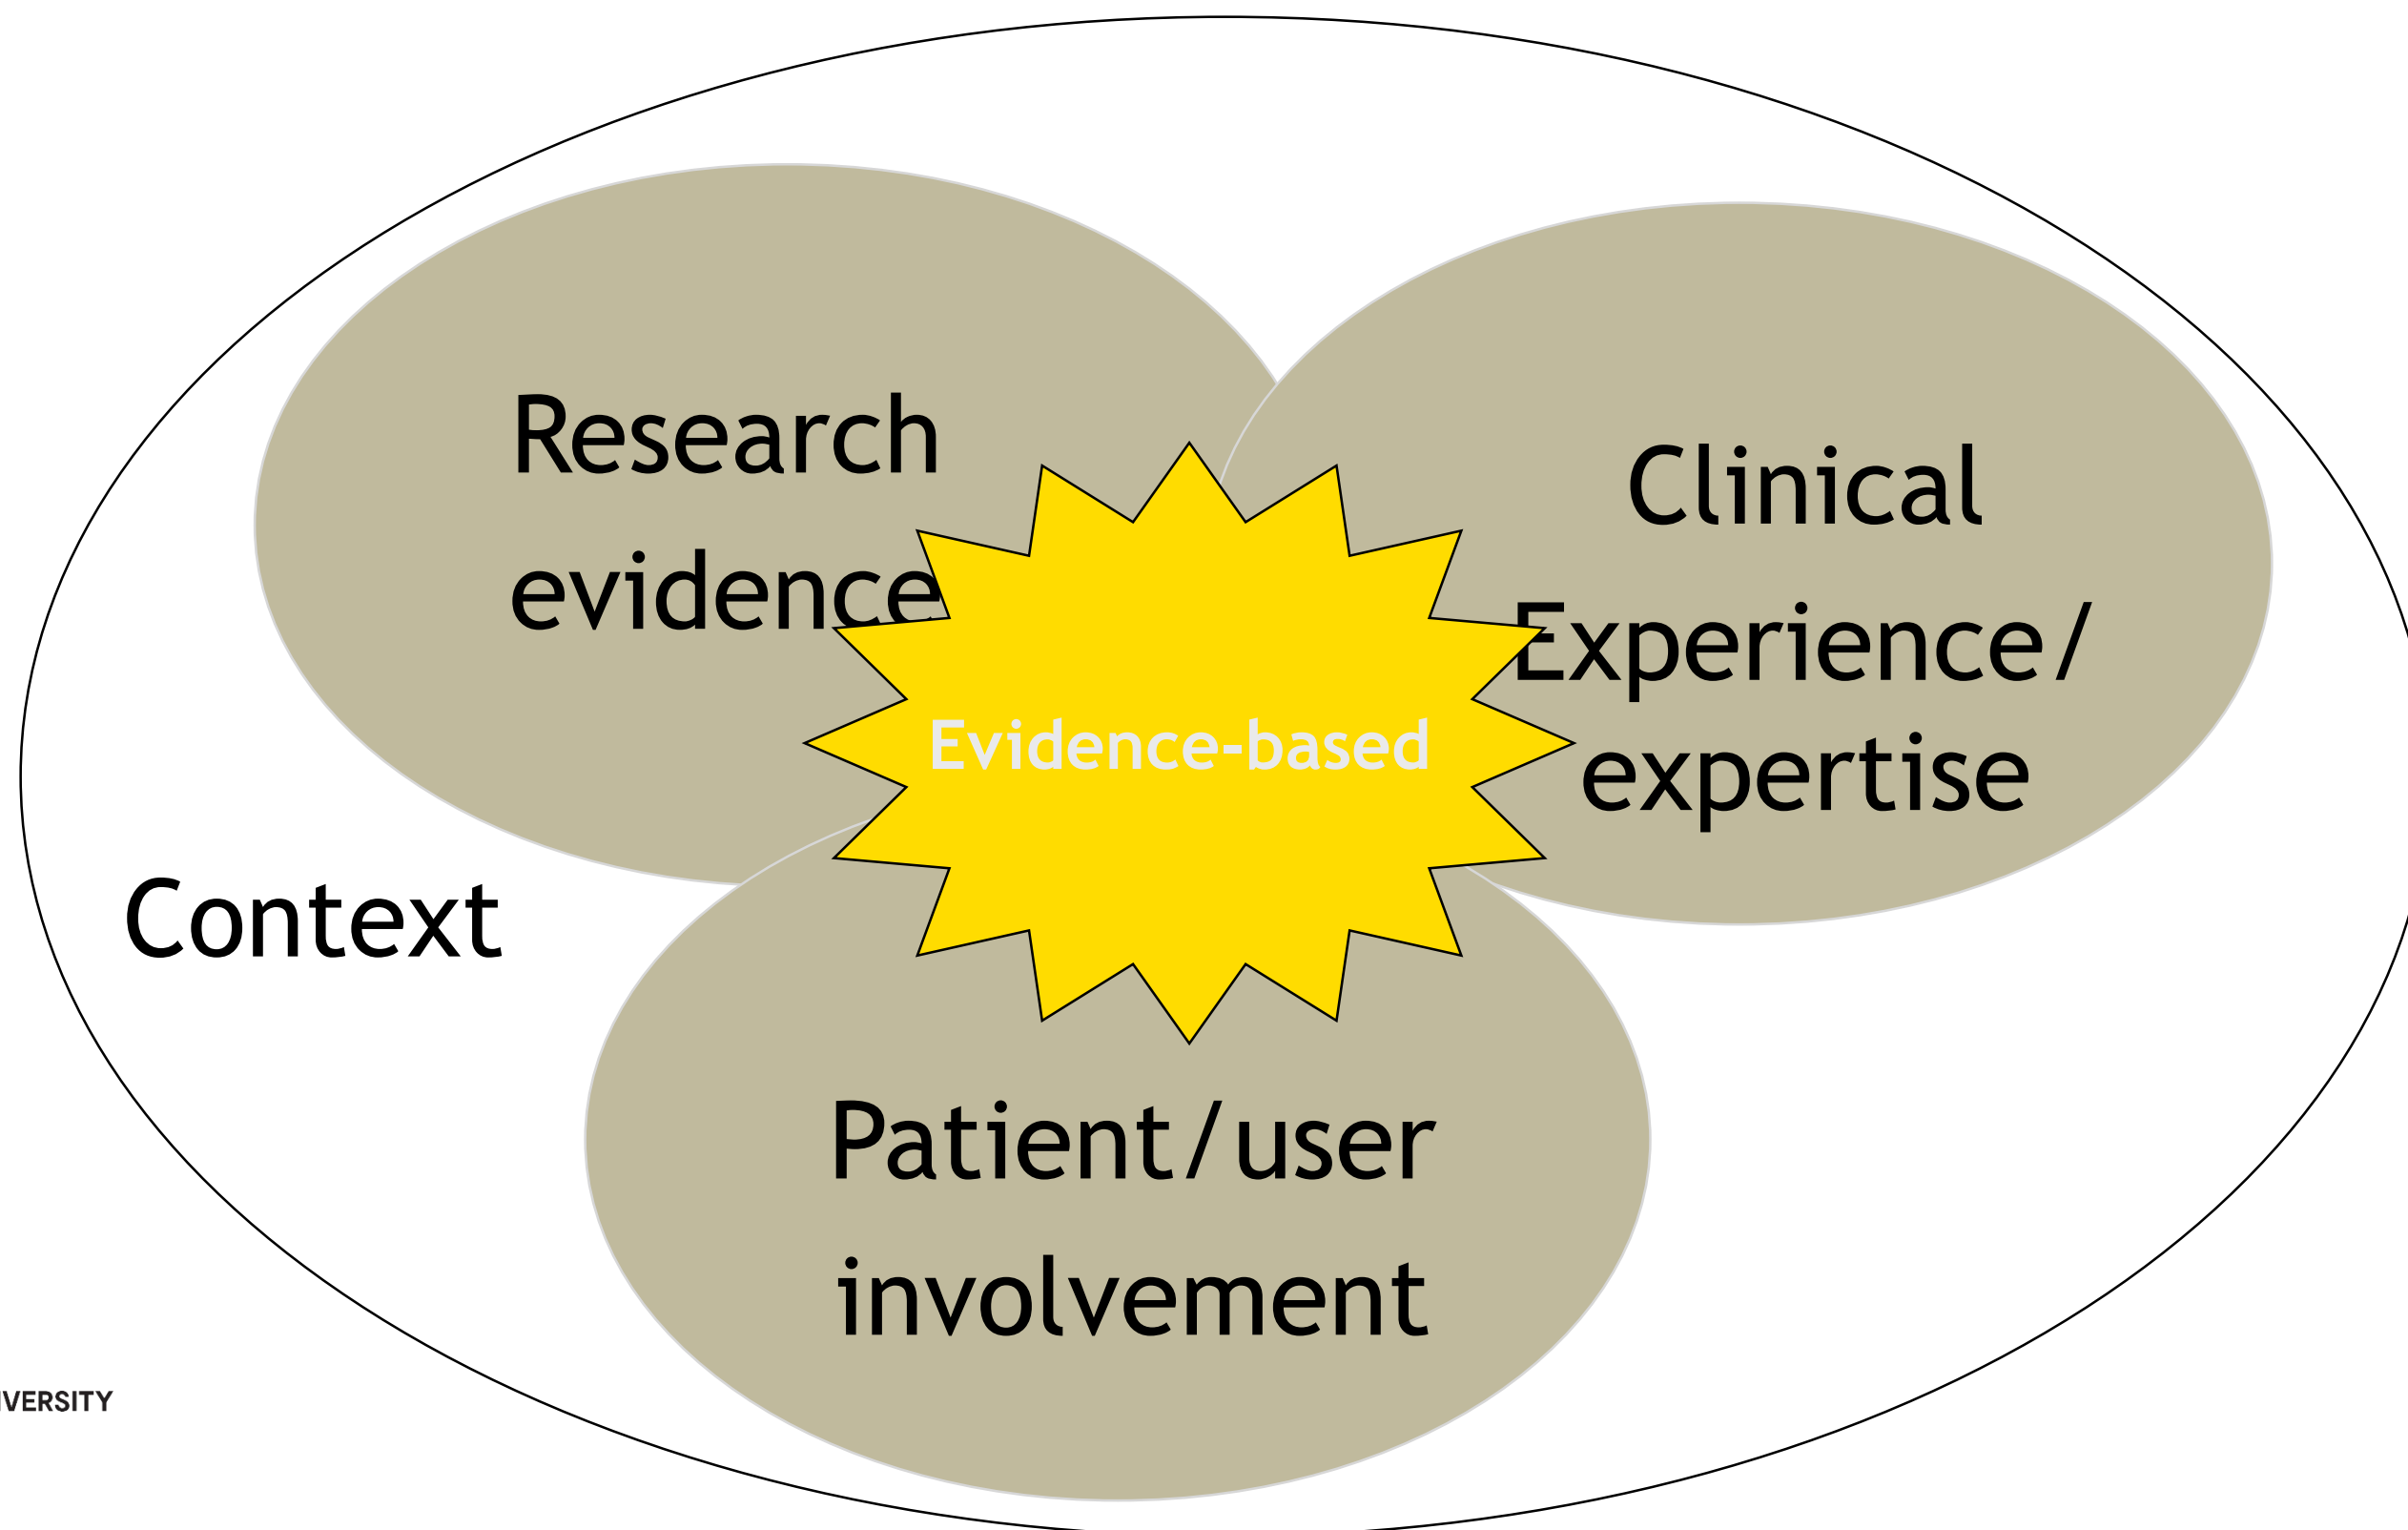 Research
evidence
Clinical
Experience/
expertise
Evidence-based
Context
Patient/user
involvement
VERSITY